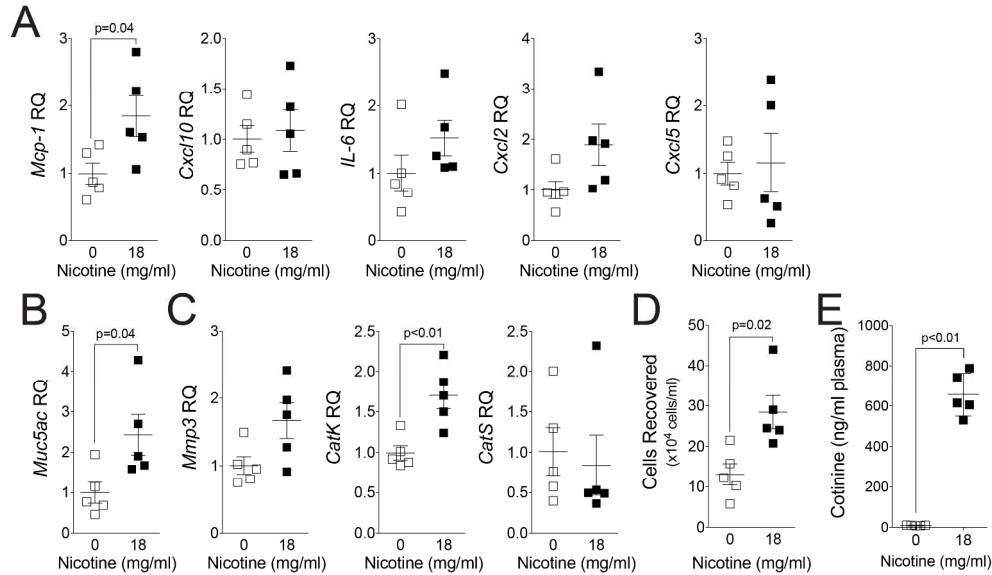 A
p=0.04
Mcp-1 RQ
3
2
1
0
0 18
Nicotine (mg/ml)
Cxcl10 RQ
2.0
1.5
1.0
0.5
0.0
0 18
Nicotine (mg/ml)
IL-6 RQ
3
2
1
0
0 18
Nicotine (mg/ml)
Cxcl2 RQ
4
3
2
1
0
0 18
Nicotine (mg/ml)
Cxcl5 RQ
3
2
1
0
0 18
Nicotine (mg/ml)
B
p=0.04
Muc5ac RQ
5
4
3
2
1
0
0 18
Nicotine (mg/ml)
C
Mmp3 RQ
3
2
1
0
0 18
Nicotine (mg/ml)
p<0.01
CatK RQ
2.5
2.0
1.5
1.0
0.5
0.0
0 18
Nicotine (mg/ml)
CatS RQ
2.5
2.0
1.5
1.0
0.5
0.0
0 18
Nicotine (mg/ml)
D
p=0.02
Cells Recovered
(x10⁴ cells/ml)
50
40
30
20
10
0
0 18
Nicotine (mg/ml)
E
p<0.01
Cotinine (ng/ml plasma)
1000
800
600
400
200
0
0 18
Nicotine (mg/ml)